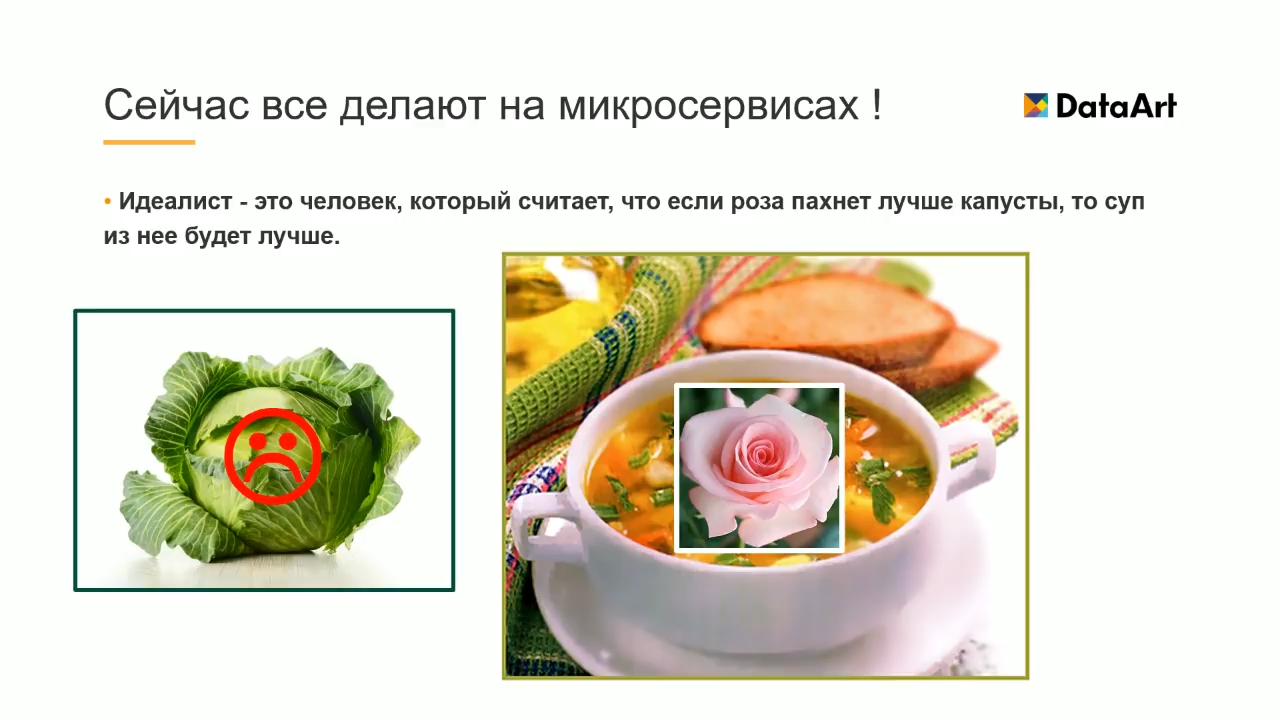 Сейчас все делают на микросервисах !
DataArt
• Идеалист - это человек, который считает, что если роза пахнет лучше капусты, то суп
из нее будет лучше.